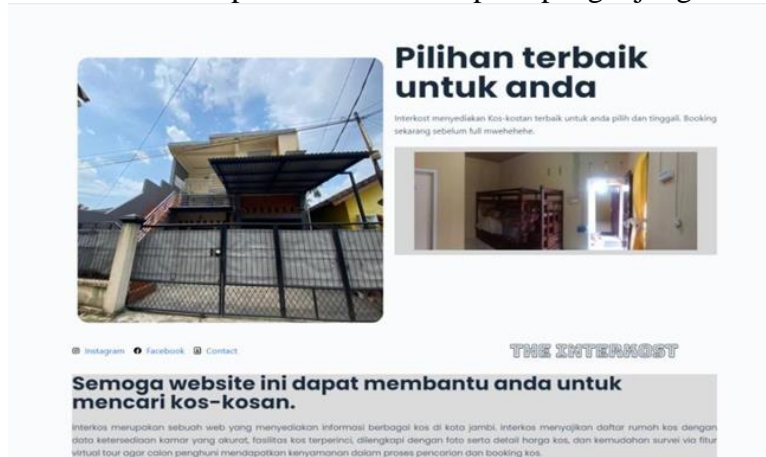 Pilihan terbaik
untuk anda
Interkost menyediakan Kos-kostan terbaik untuk anda pilih dan tinggali. Booking
sekarang sebelum full mwehehehe.
Instagram Facebook Contact
THE INTERKOST
Semoga website ini dapat membantu anda untuk
mencari kos-kosan.
Interkos merupakan sebuah web yang menyediakan informasi berbagai kos di kota jambi. Interkos menyajikan daftar rumah kos dengan
data ketersediaan kamar yang akurat, fasilitas kos terperinci, dilengkapi dengan foto serta detail harga kos, dan kemudahan survei via fitur
virtual tour agar calon penghuni mendapatkan kenyamanan dalam proses pencarian dan booking kos.